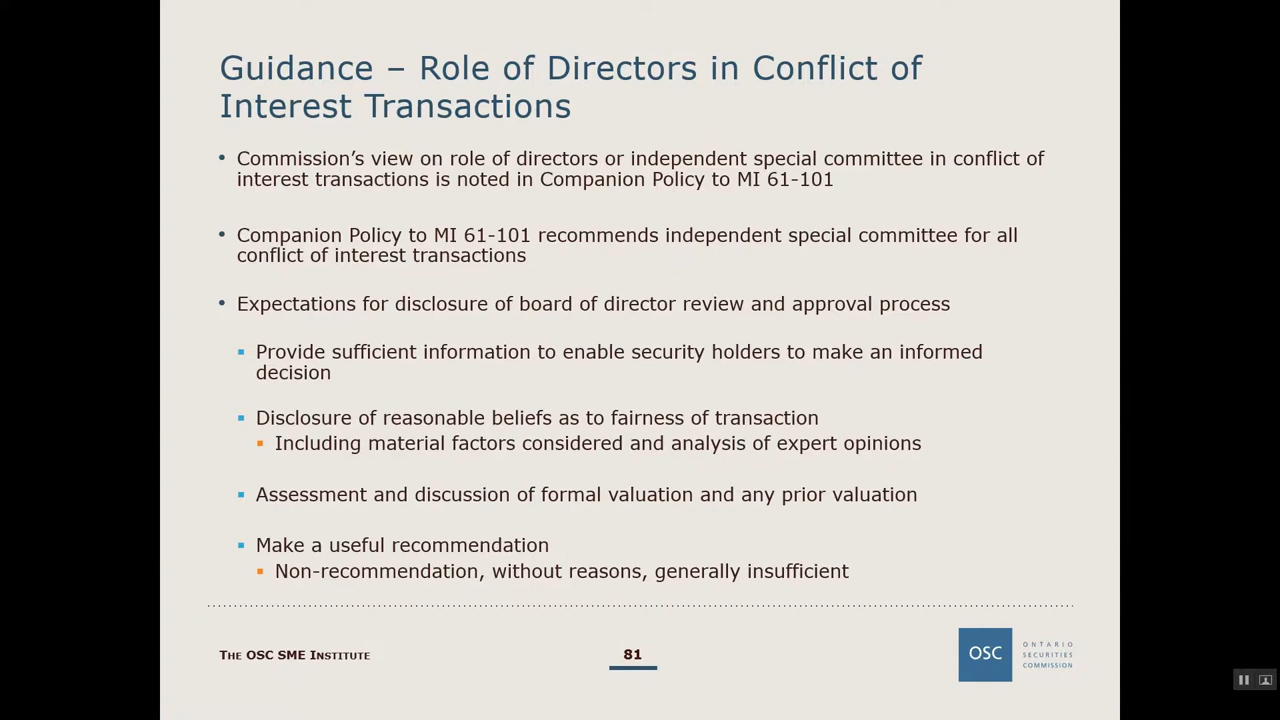 Guidance – Role of Directors in Conflict of
Interest Transactions
• Commission's view on role of directors or independent special committee in conflict of
interest transactions is noted in Companion Policy to MI 61-101
• Companion Policy to MI 61-101 recommends independent special committee for all
conflict of interest transactions
• Expectations for disclosure of board of director review and approval process
▪ Provide sufficient information to enable security holders to make an informed
decision
▪ Disclosure of reasonable beliefs as to fairness of transaction
▪ Including material factors considered and analysis of expert opinions
▪ Assessment and discussion of formal valuation and any prior valuation
▪ Make a useful recommendation
▪ Non-recommendation, without reasons, generally insufficient
THE OSC SME INSTITUTE
81
OSC
ONTARIO
SECURITIES
COMMISSION